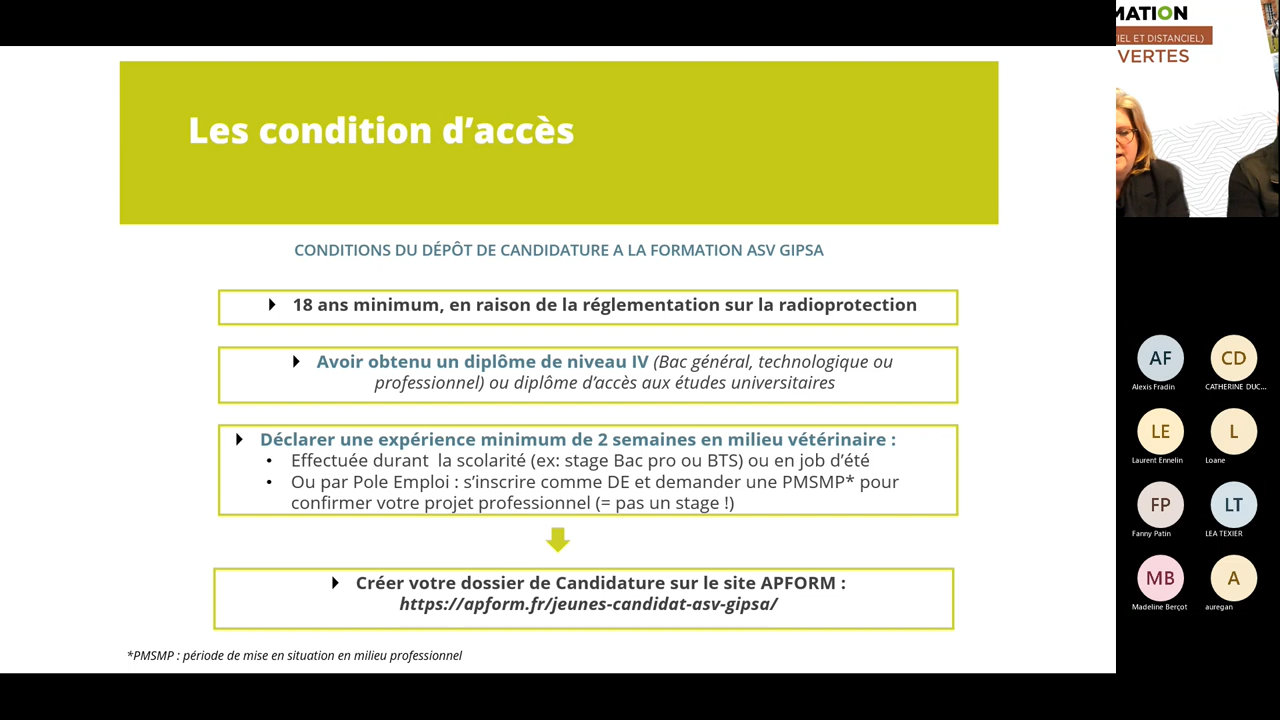 Les condition d'accès
CONDITIONS DU DÉPÔT DE CANDIDATURE A LA FORMATION ASV GIPSA
18 ans minimum, en raison de la réglementation sur la radioprotection
Avoir obtenu un diplôme de niveau IV (Bac général, technologique ou
professionnel) ou diplôme d'accès aux études universitaires
Déclarer une expérience minimum de 2 semaines en milieu vétérinaire :
• Effectuée durant la scolarité (ex: stage Bac pro ou BTS) ou en job d'été
• Ou par Pole Emploi : s'inscrire comme DE et demander une PMSMP* pour
confirmer votre projet professionnel (= pas un stage !)
Créer votre dossier de Candidature sur le site APFORM :
https://apform.fr/jeunes-candidat-asv-gipsa/
*PMSMP : période de mise en situation en milieu professionnel
MATION
IEL ET DISTANCIEL)
VERTES
AF
Alexis Fradin
CD
CATHERINE DUC...
LE
Laurent Ennelin
L
Loane
FP
Fanny Patin
LT
LEA TEXIER
MB
Madeline Berçot
A
auregan